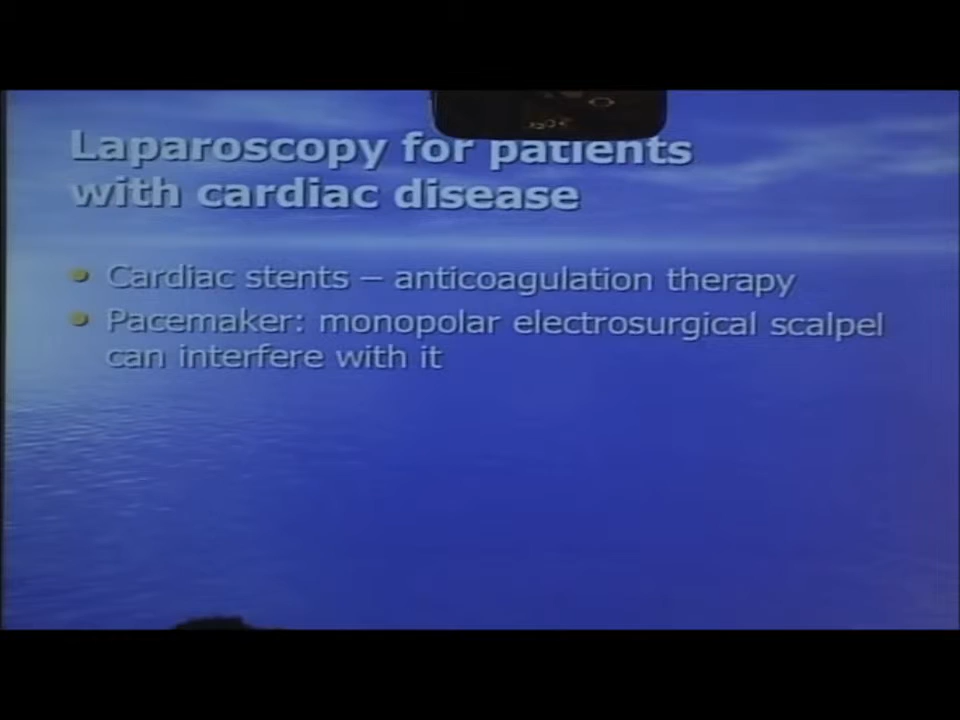 Laparoscopy for patients
with cardiac disease
Cardiac stents – anticoagulation therapy
Pacemaker: monopolar electrosurgical scalpel
can interfere with it